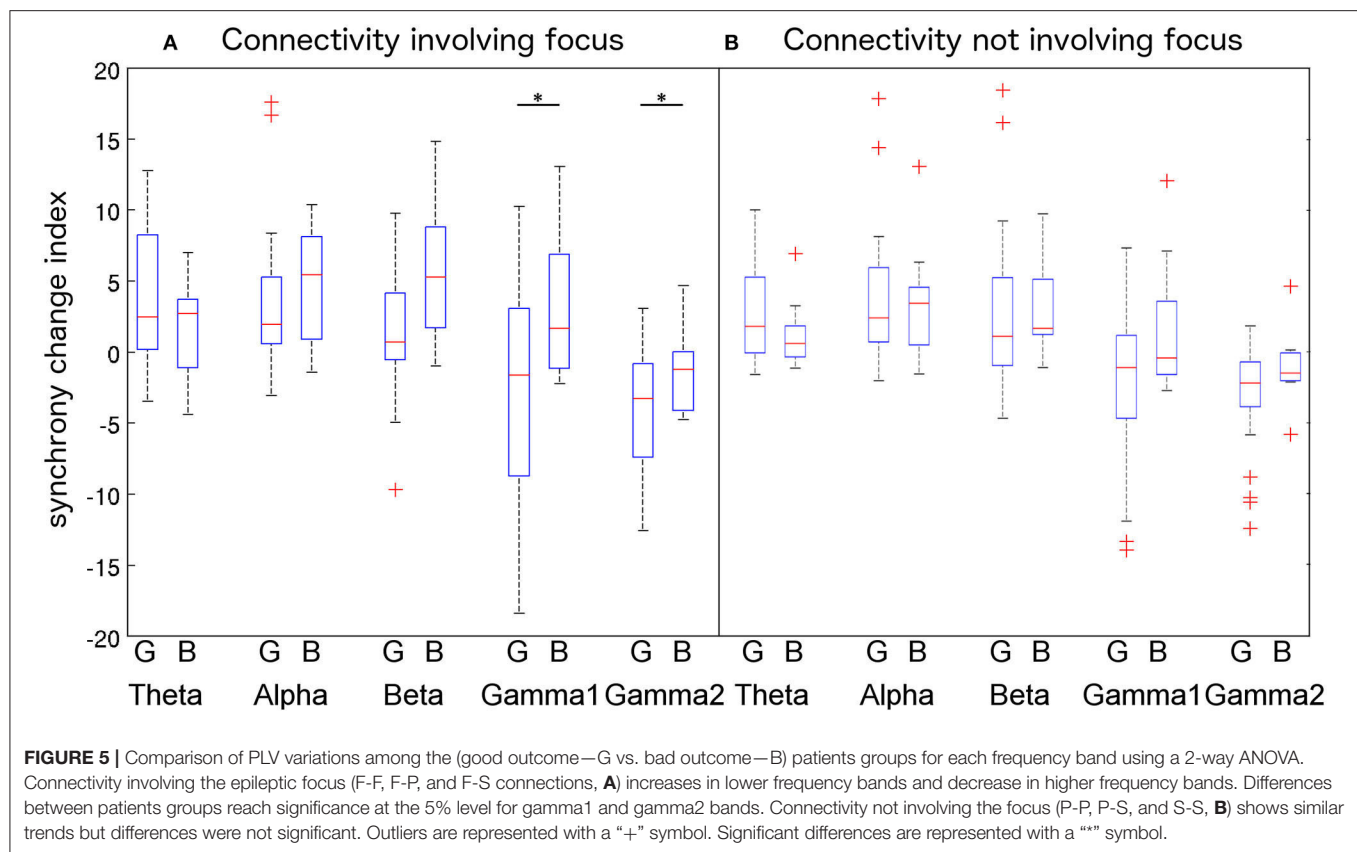 A Connectivity involving focus B Connectivity not involving focus
* *
synchrony change index
20
15
10
5
0
-5
-10
-15
-20
G B G B G B G B G B G B G B G B G B G B
Theta Alpha Beta Gamma1 Gamma2 Theta Alpha Beta Gamma1 Gamma2
FIGURE 5 | Comparison of PLV variations among the (good outcome—G vs. bad outcome—B) patients groups for each frequency band using a 2-way ANOVA.
Connectivity involving the epileptic focus (F-F, F-P, and F-S connections, A) increases in lower frequency bands and decrease in higher frequency bands. Differences
between patients groups reach significance at the 5% level for gamma1 and gamma2 bands. Connectivity not involving the focus (P-P, P-S, and S-S, B) shows similar
trends but differences were not significant. Outliers are represented with a “+” symbol. Significant differences are represented with a “*” symbol.